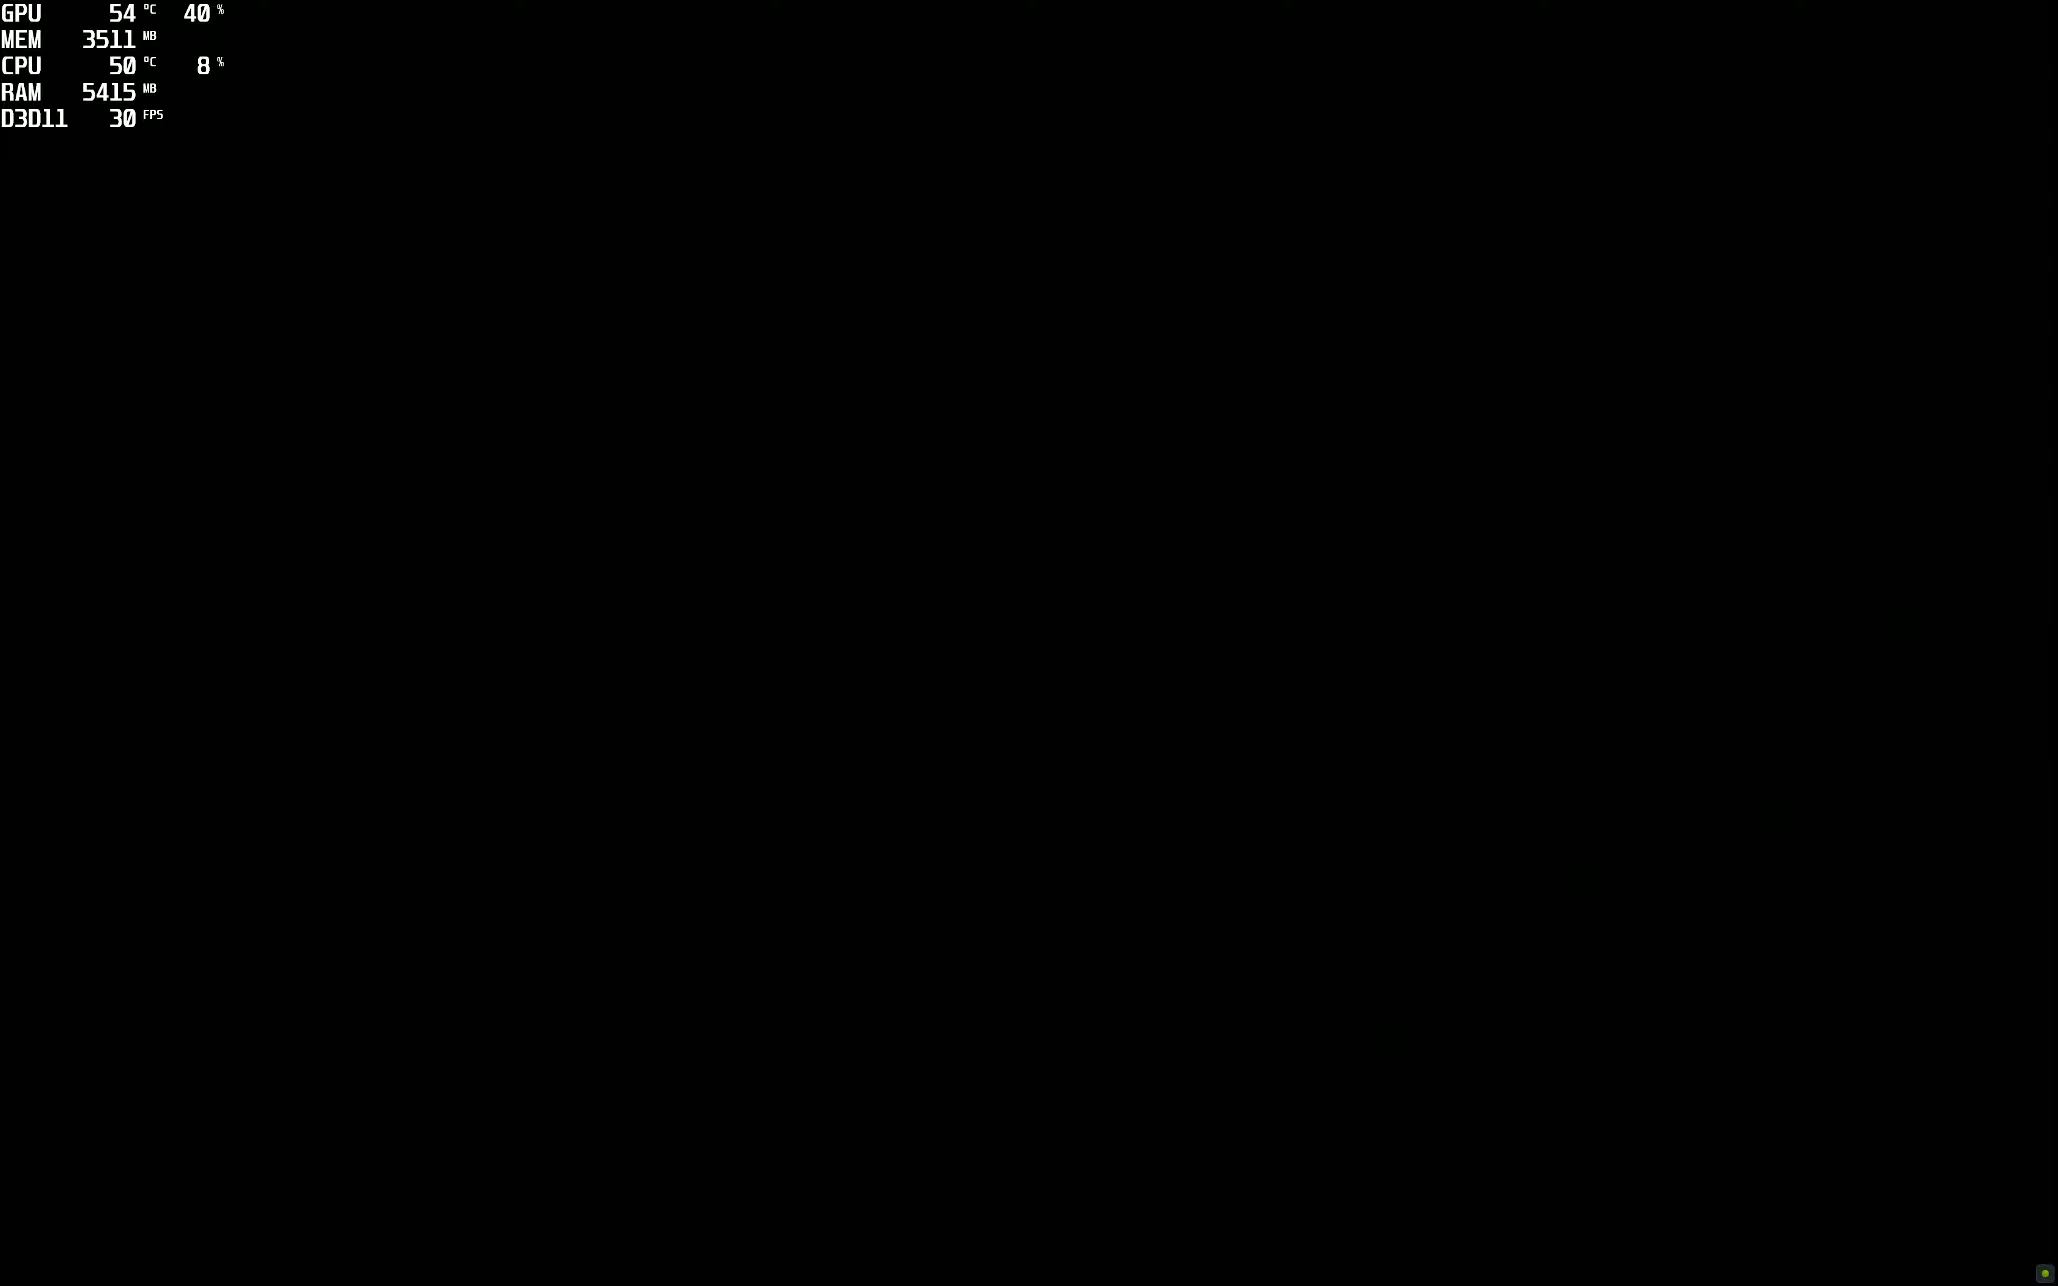 GPU 54 °C 40 %
MEM 3511 MB
CPU 50 °C 8 %
RAM 5415 MB
D3D11 30 FPS